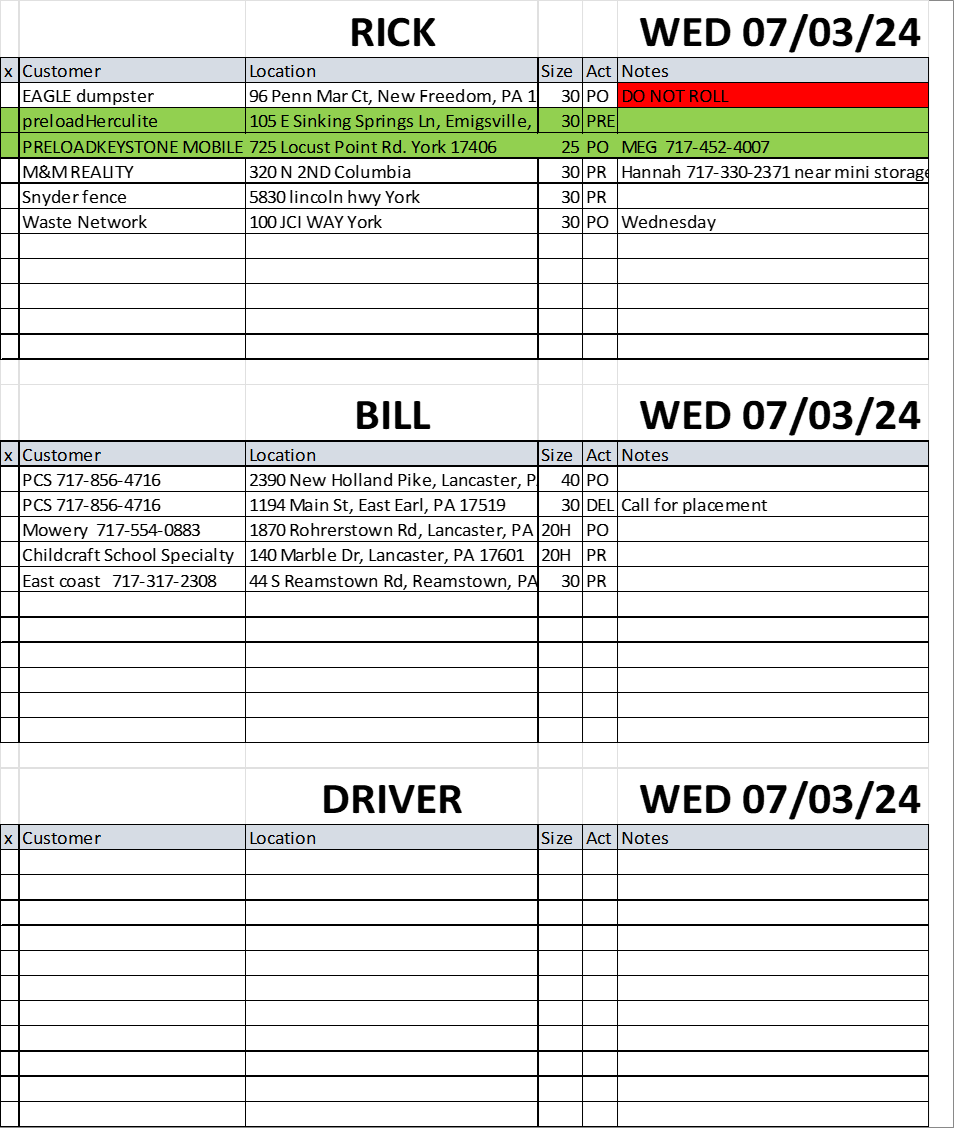 RICK WED 07/03/24
x Customer Location Size Act Notes
EAGLE dumpster 96 Penn Mar Ct, New Freedom, PA 1 30 PO DO NOT ROLL
preloadHerculite 105 E Sinking Springs Ln, Emigsville, 30 PRE
PRELOADKEYSTONE MOBILE 725 Locust Point Rd. York 17406 25 PO MEG 717-452-4007
M&M REALITY 320 N 2ND Columbia 30 PR Hannah 717-330-2371 near mini storage
Snyder fence 5830 lincoln hwy York 30 PR
Waste Network 100 JCI WAY York 30 PO Wednesday
BILL WED 07/03/24
x Customer Location Size Act Notes
PCS 717-856-4716 2390 New Holland Pike, Lancaster, P 40 PO
PCS 717-856-4716 1194 Main St, East Earl, PA 17519 30 DEL Call for placement
Mowery 717-554-0883 1870 Rohrerstown Rd, Lancaster, PA 20H PO
Childcraft School Specialty 140 Marble Dr, Lancaster, PA 17601 20H PR
East coast 717-317-2308 44 S Reamstown Rd, Reamstown, PA 30 PR
DRIVER WED 07/03/24
x Customer Location Size Act Notes